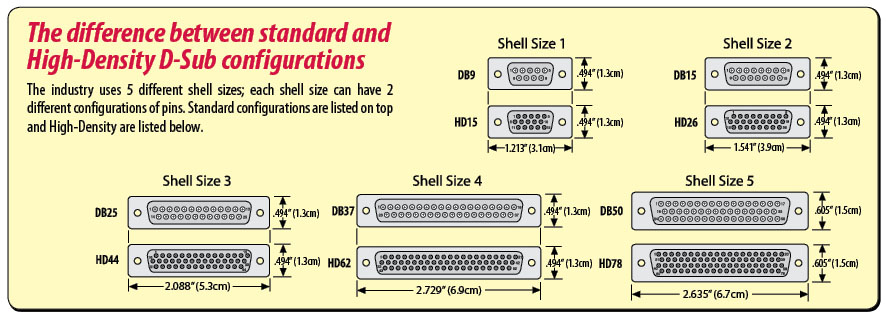 The difference between standard and
High-Density D-Sub configurations
The industry uses 5 different shell sizes; each shell size can have 2
different configurations of pins. Standard configurations are listed on top
and High-Density are listed below.
Shell Size 1
DB9
.494” (1.3cm)
HD15
.494” (1.3cm)
1.213” (3.1cm)
Shell Size 2
DB15
.494” (1.3cm)
HD26
.494” (1.3cm)
1.541” (3.9cm)
Shell Size 3
DB25
.494” (1.3cm)
HD44
.494” (1.3cm)
2.088” (5.3cm)
Shell Size 4
DB37
.494” (1.3cm)
HD62
.494” (1.3cm)
2.729” (6.9cm)
Shell Size 5
DB50
.605” (1.5cm)
HD78
.605” (1.5cm)
2.635” (6.7cm)